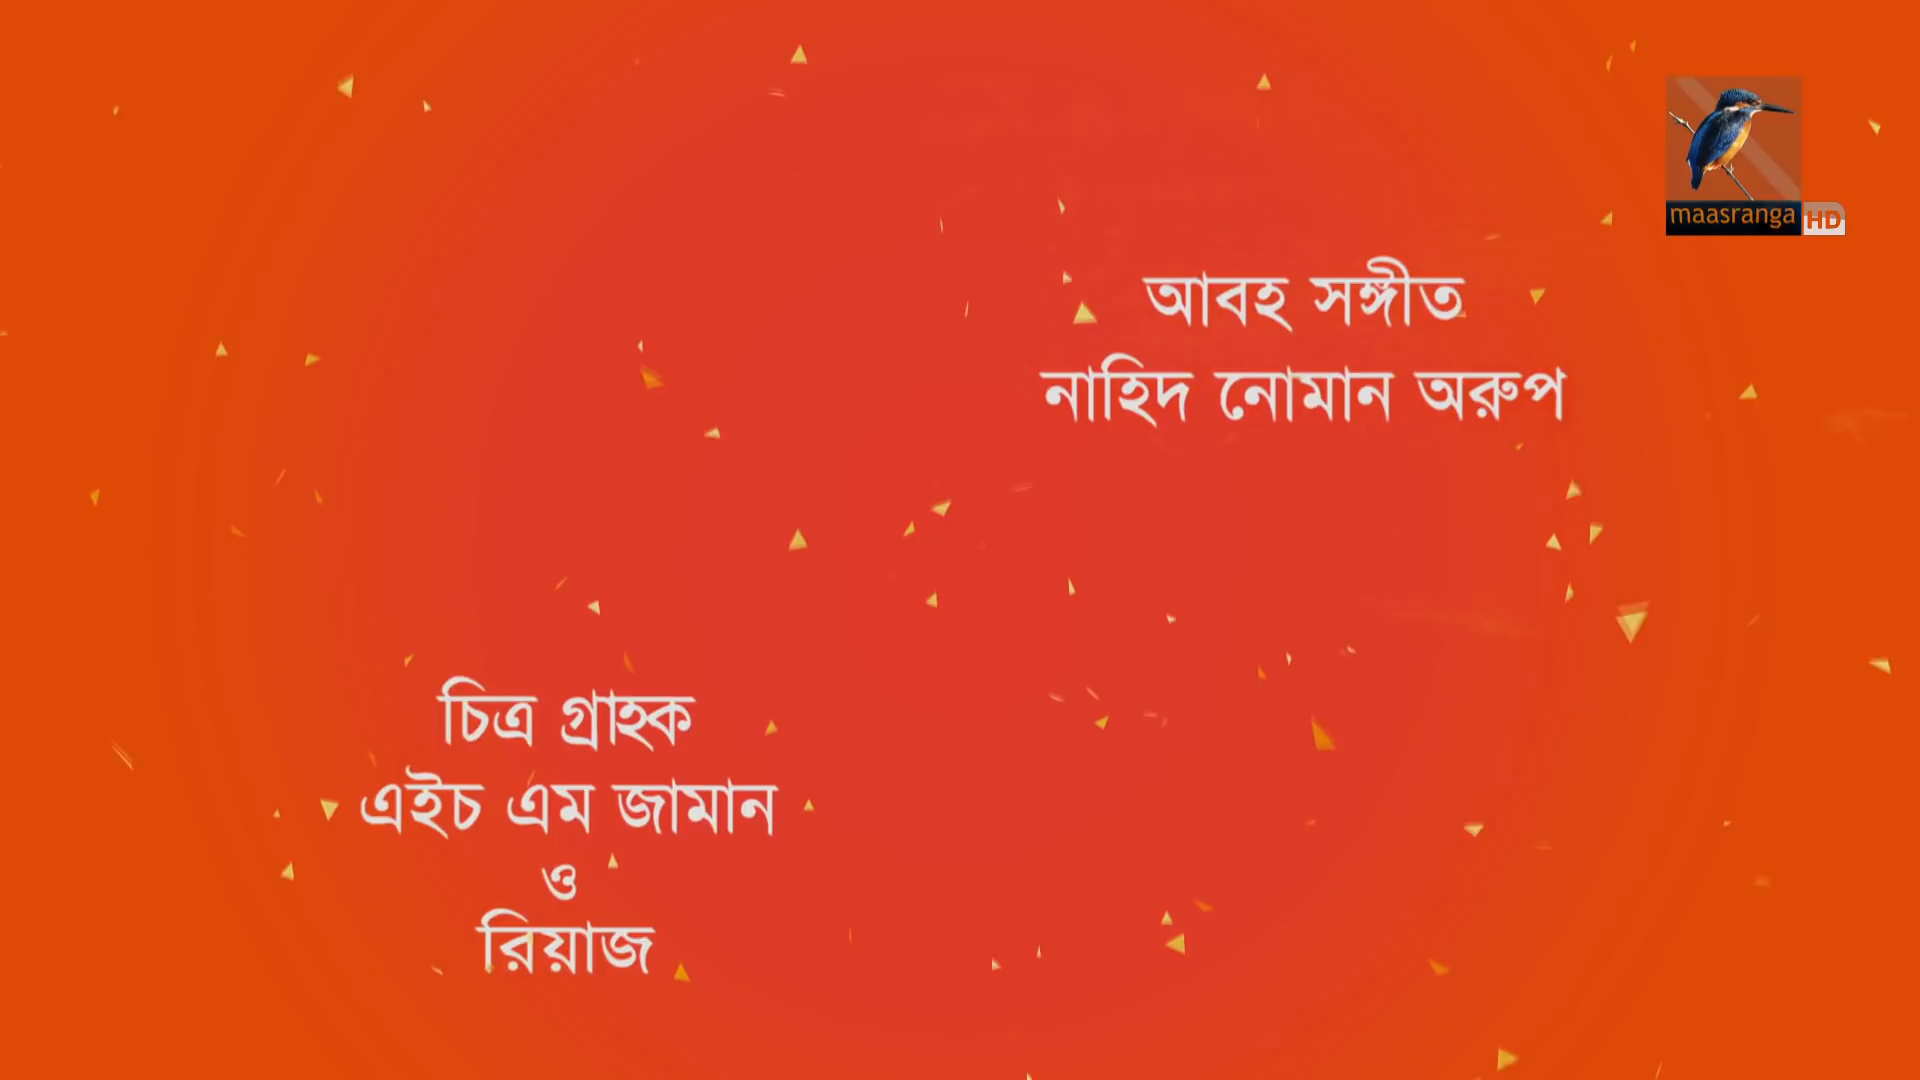 maasranga HD
আবহ সঙ্গীত
নাহিদ নোমান অরুপ
চিত্র গ্রাহক
এইচ এম জামান
ও
রিয়াজ